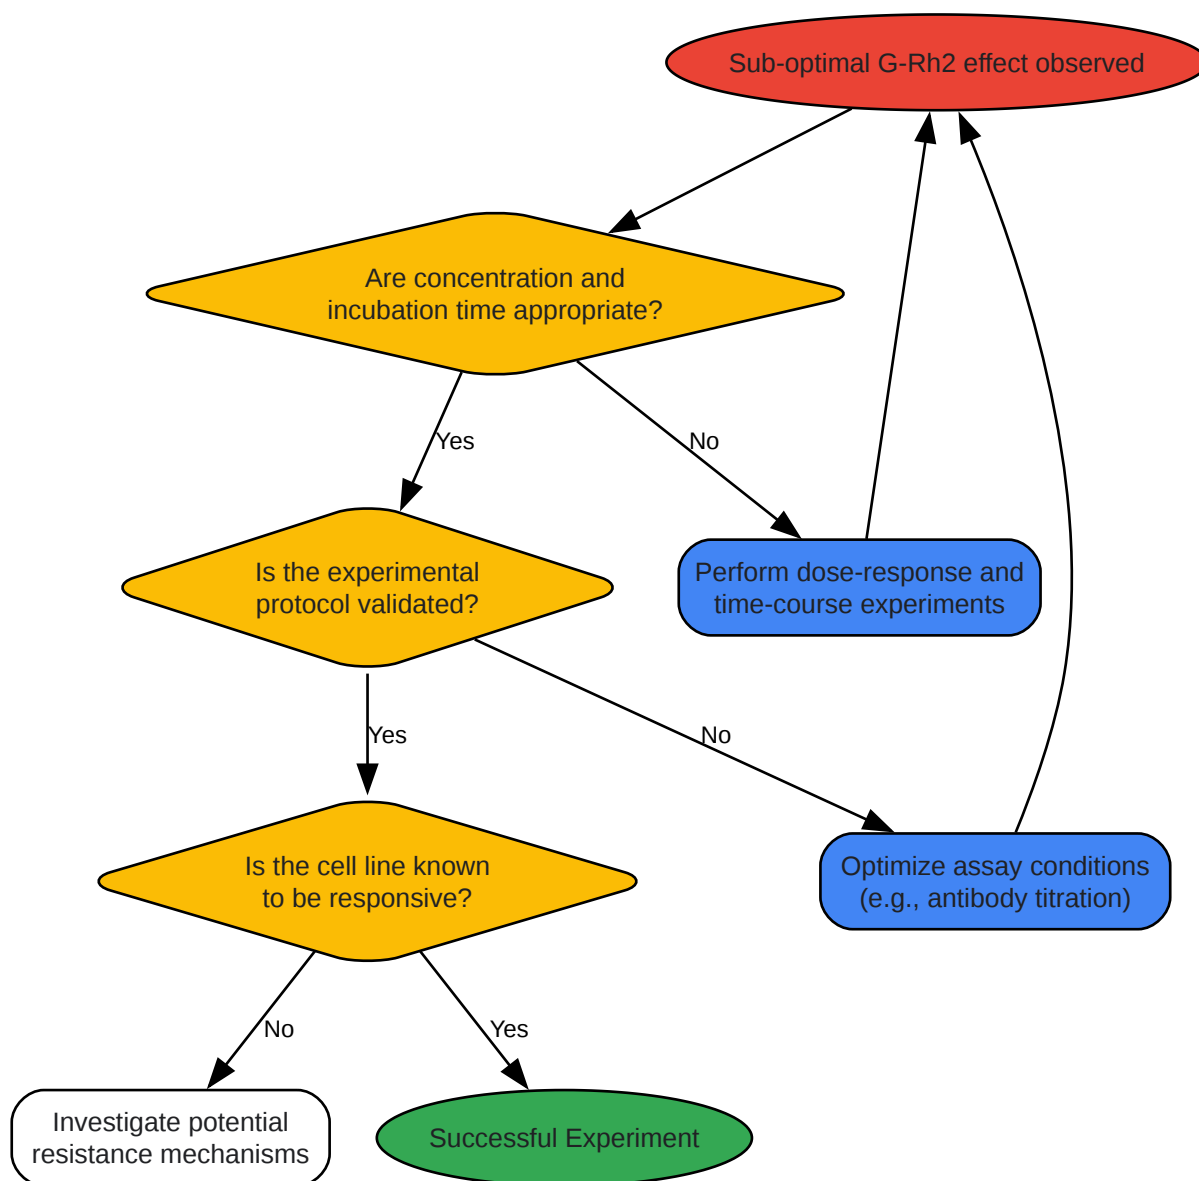 Sub-optimal G-Rh2 effect observed
Are concentration and
incubation time appropriate?
Yes
No
Is the experimental
protocol validated?
Perform dose-response and
time-course experiments
Yes
No
Is the cell line known
to be responsive?
Optimize assay conditions
(e.g., antibody titration)
No
Yes
Investigate potential
resistance mechanisms
Successful Experiment